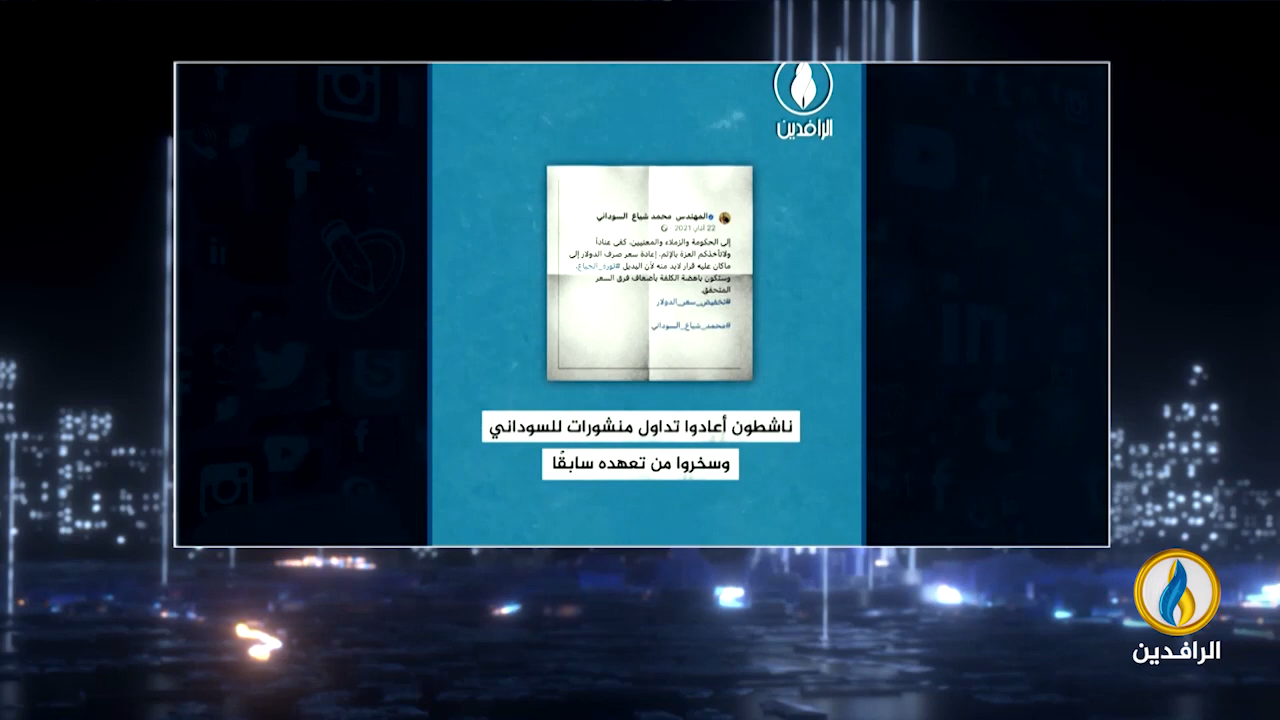 الرافدين
المهندس محمد شياع السوداني
22 آذار 2021
إلى الحكومة والزملاء والمعنيين، كفى عناداً
ولاتأخذكم العزة بالإثم، إعادة سعر صرف الدولار إلى
ماكان عليه قرار لابد منه لأن البديل #ثورة_الجياع،
وستكون باهضة الكلفة بأضعاف فرق السعر
المتحقق.
#تخفيض_سعر_الدولار
#محمد_شياع_السوداني
ناشطون أعادوا تداول منشورات للسوداني
وسخروا من تعهده سابقًا
الرافدين